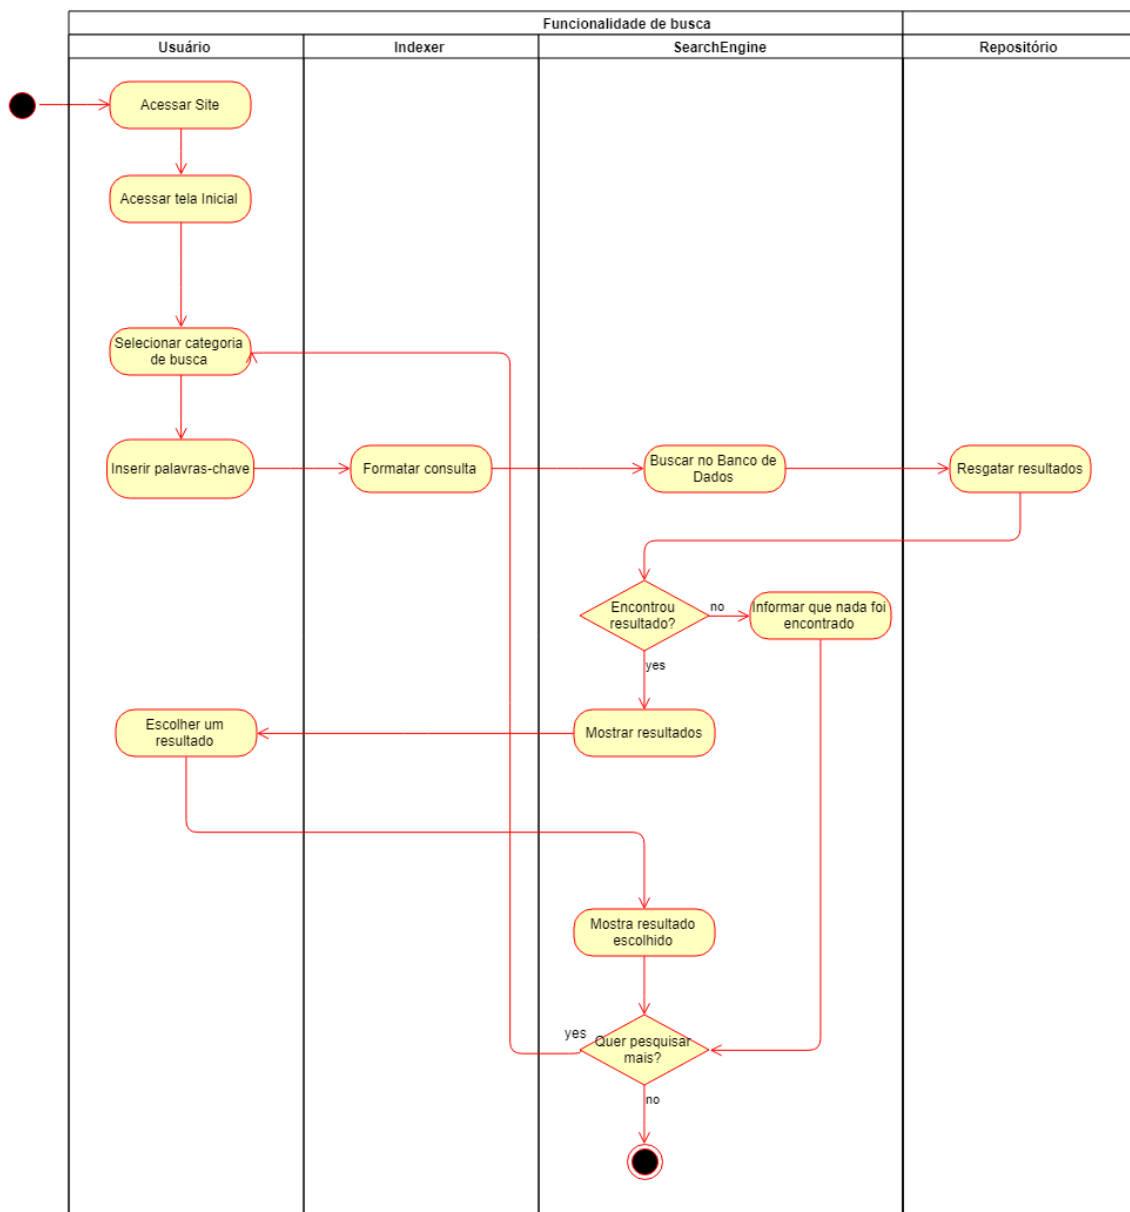 Funcionalidade de busca
Usuário
Indexer
SearchEngine
Repositório
Acessar Site
Acessar tela Inicial
Selecionar categoria
de busca
Inserir palavras-chave
Formatar consulta
Buscar no Banco de
Dados
Resgatar resultados
Encontrou
resultado?
no
Informar que nada foi
encontrado
yes
Escolher um
resultado
Mostrar resultados
Mostra resultado
escolhido
yes
Quer pesquisar
mais?
no